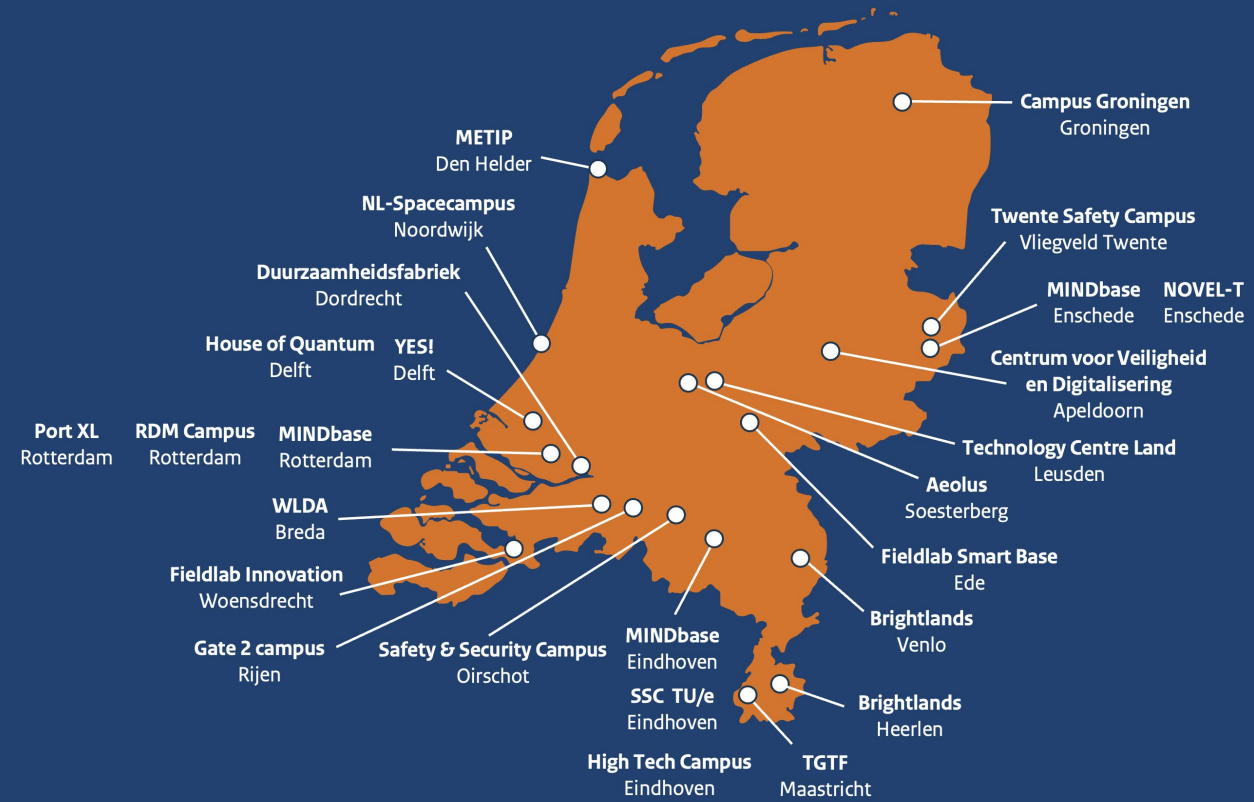 Campus Groningen
Groningen
METIP
Den Helder
NL-Spacecampus
Noordwijk
Twente Safety Campus
Vliegveld Twente
Duurzaamheidsfabriek
Dordrecht
MINDbase NOVEL-T
Enschede Enschede
House of Quantum YES!
Delft Delft
Centrum voor Veiligheid
en Digitalisering
Apeldoorn
Port XL RDM Campus MINDbase
Rotterdam Rotterdam Rotterdam
Technology Centre Land
Leusden
Aeolus
Soesterberg
WLDA
Breda
Fieldlab Smart Base
Ede
Fieldlab Innovation
Woensdrecht
Brightlands
Venlo
Gate 2 campus
Rijen
Safety & Security Campus
Oirschot
MINDbase
Eindhoven
SSC TU/e
Eindhoven
Brightlands
Heerlen
High Tech Campus
Eindhoven
TGTF
Maastricht